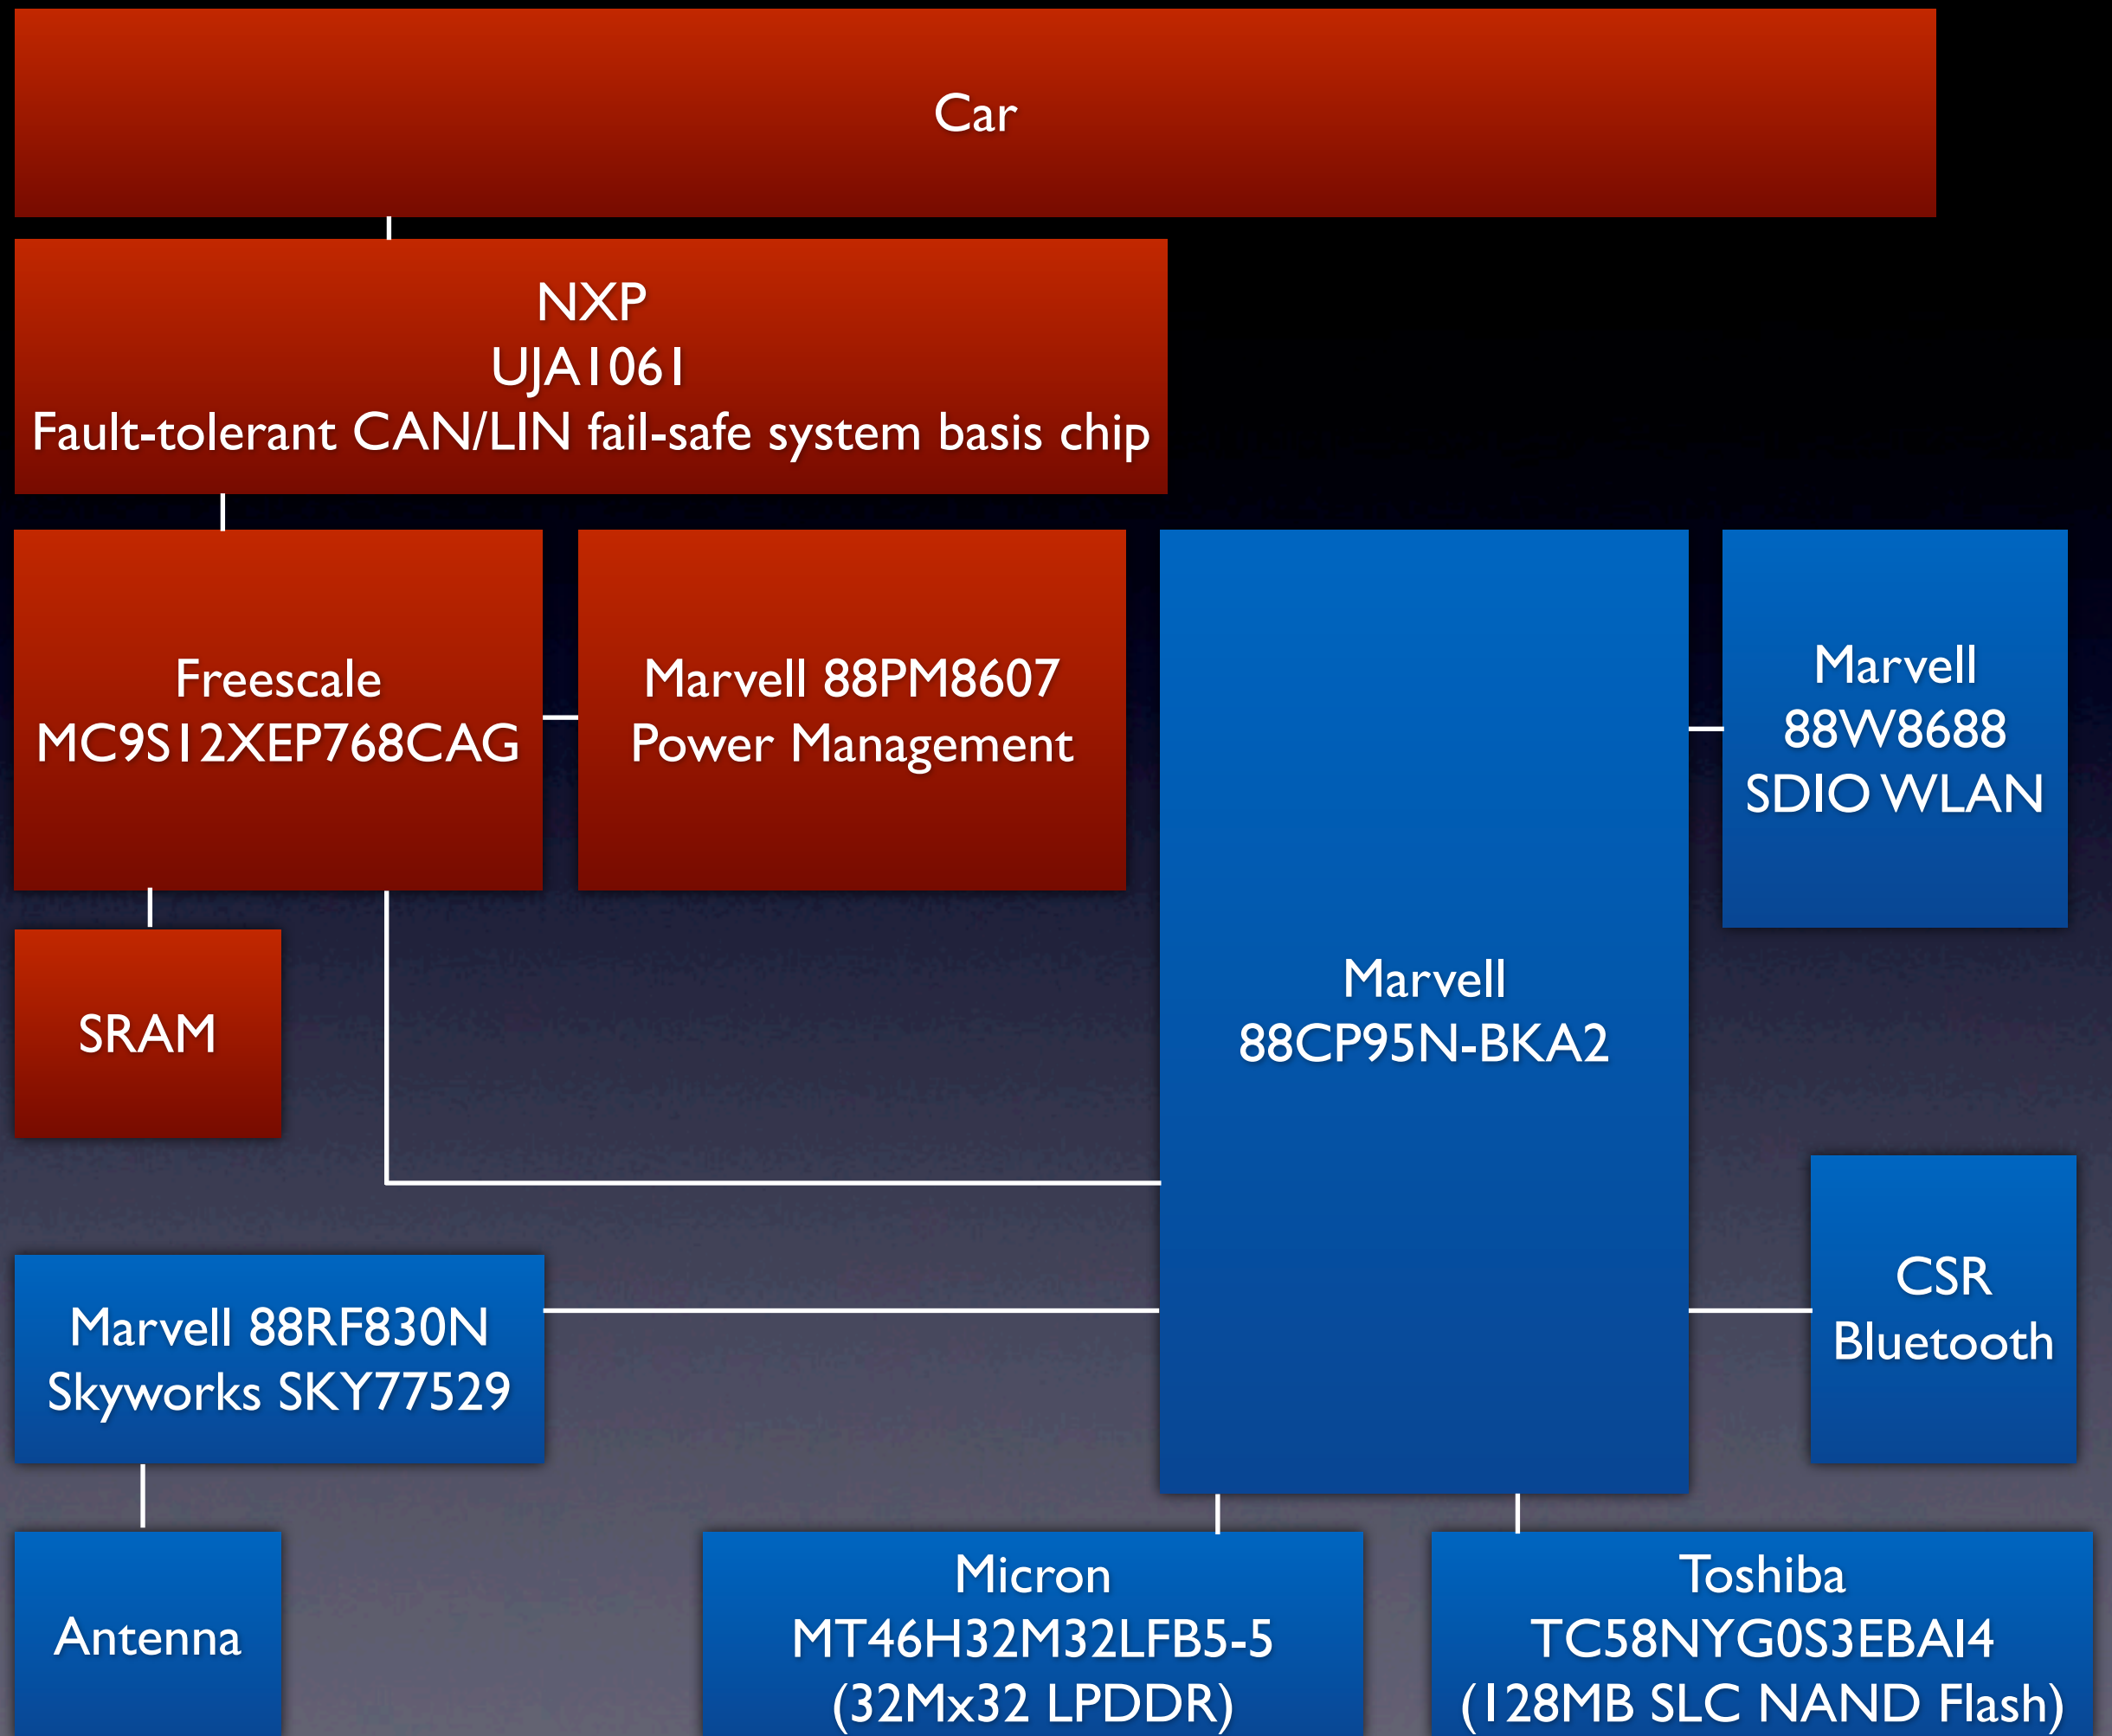 Car
NXP
UJA1061
Fault-tolerant CAN/LIN fail-safe system basis chip
Freescale
MC9S12XEP768CAG
Marvell 88PM8607
Power Management
Marvell
88W8688
SDIO WLAN
Marvell
88CP95N-BKA2
SRAM
CSR
Bluetooth
Marvell 88RF830N
Skyworks SKY77529
Antenna
Micron
MT46H32M32LFB5-5
(32Mx32 LPDDR)
Toshiba
TC58NYG0S3EBAI4
(128MB SLC NAND Flash)